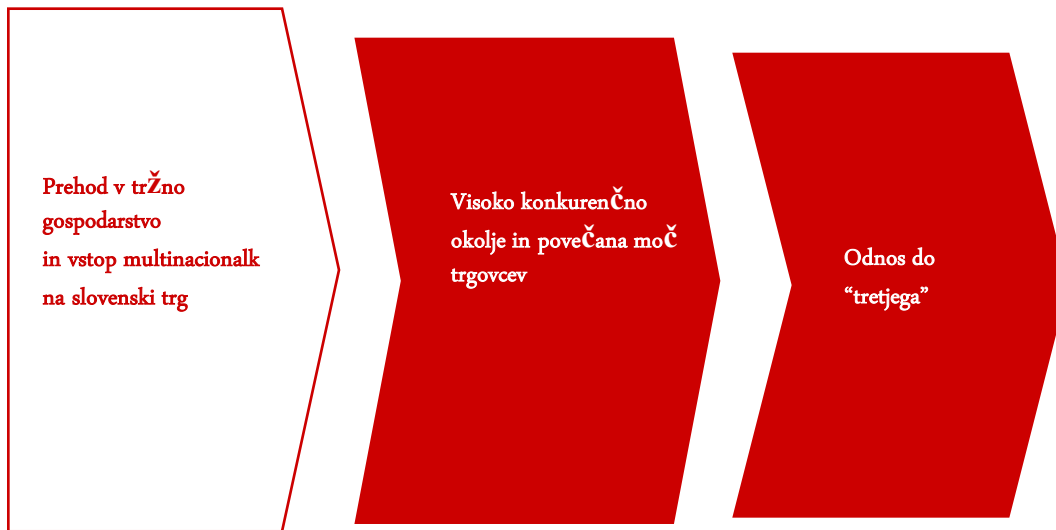 Prehod v tržno
gospodarstvo
in vstop multinacionalk
na slovenski trg
Visoko konkurenčno
okolje in povečana moč
trgovcev
Odnos do
“tretjega”